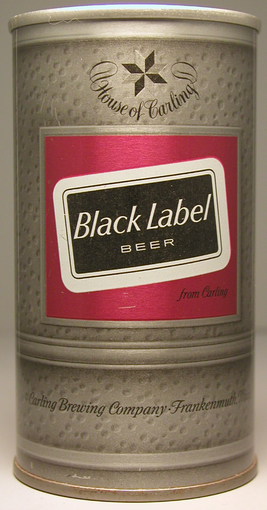 House of Carling
Black Label
BEER
from Carling
Carling Brewing Company-Frankenmuth